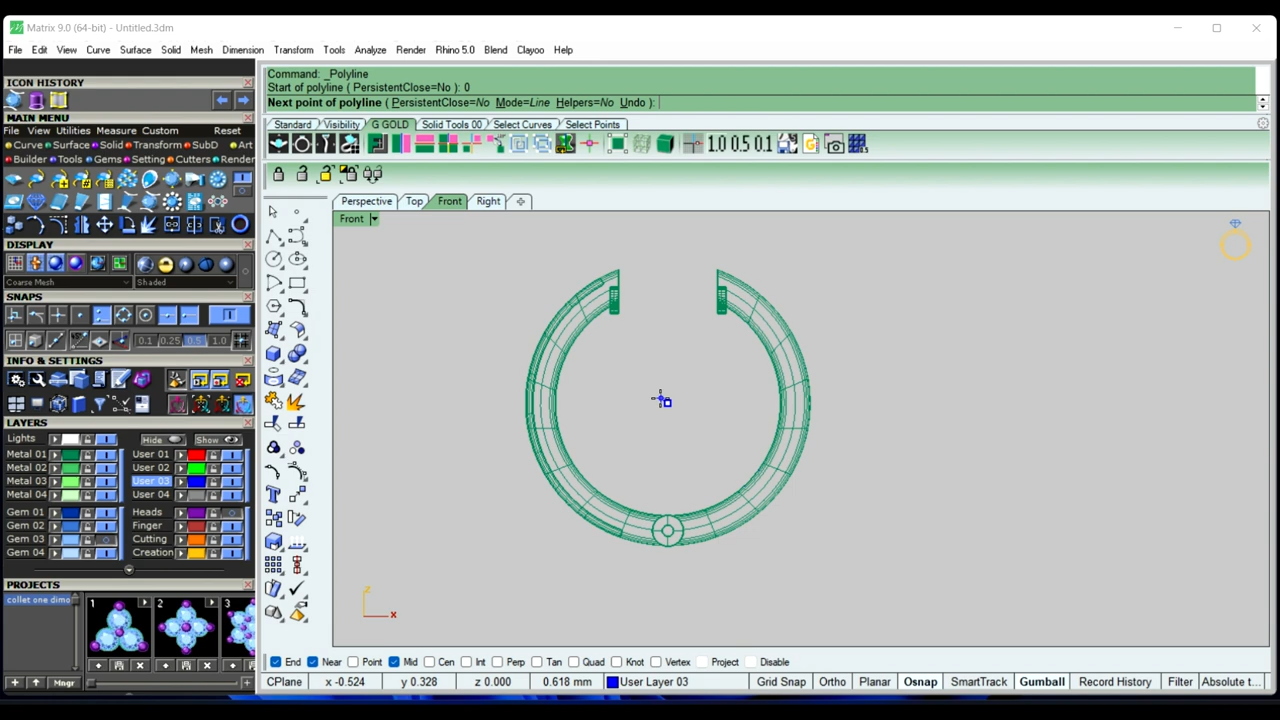 Matrix 9.0 (64-bit) - Untitled.3dm
File Edit View Curve Surface Solid Mesh Dimension Transform Tools Analyze Render Rhino 5.0 Blend Clayoo Help
ICON HISTORY
MAIN MENU
File View Utilities Measure Custom Reset
Curve Surface Solid Transform SubD Art
Builder Tools Gems Setting Cutters Render
DISPLAY
Coarse Mesh Shaded
SNAPS
0.1 0.25 0.5 1.0
INFO & SETTINGS
LAYERS
Lights Hide Show
Metal 01 User 01
Metal 02 User 02
Metal 03 User 03
Metal 04 User 04
Gem 01 Heads
Gem 02 Finger
Gem 03 Cutting
Gem 04 Creation
PROJECTS
collet one dimo 1 2 3
Mngr
Command: _Polyline
Start of polyline ( PersistentClose=No ): 0
Next point of polyline ( PersistentClose=No Mode=Line Helpers=No Undo ):
Standard Visibility G GOLD Solid Tools 00 Select Curves Select Points
1.0 0.5 0.1
Perspective Top Front Right
Front
z
x
End Near Point Mid Cen Int Perp Tan Quad Knot Vertex Project Disable
CPlane x -0.524 y 0.328 z 0.000 0.618 mm User Layer 03 Grid Snap Ortho Planar Osnap SmartTrack Gumball Record History Filter Absolute t...